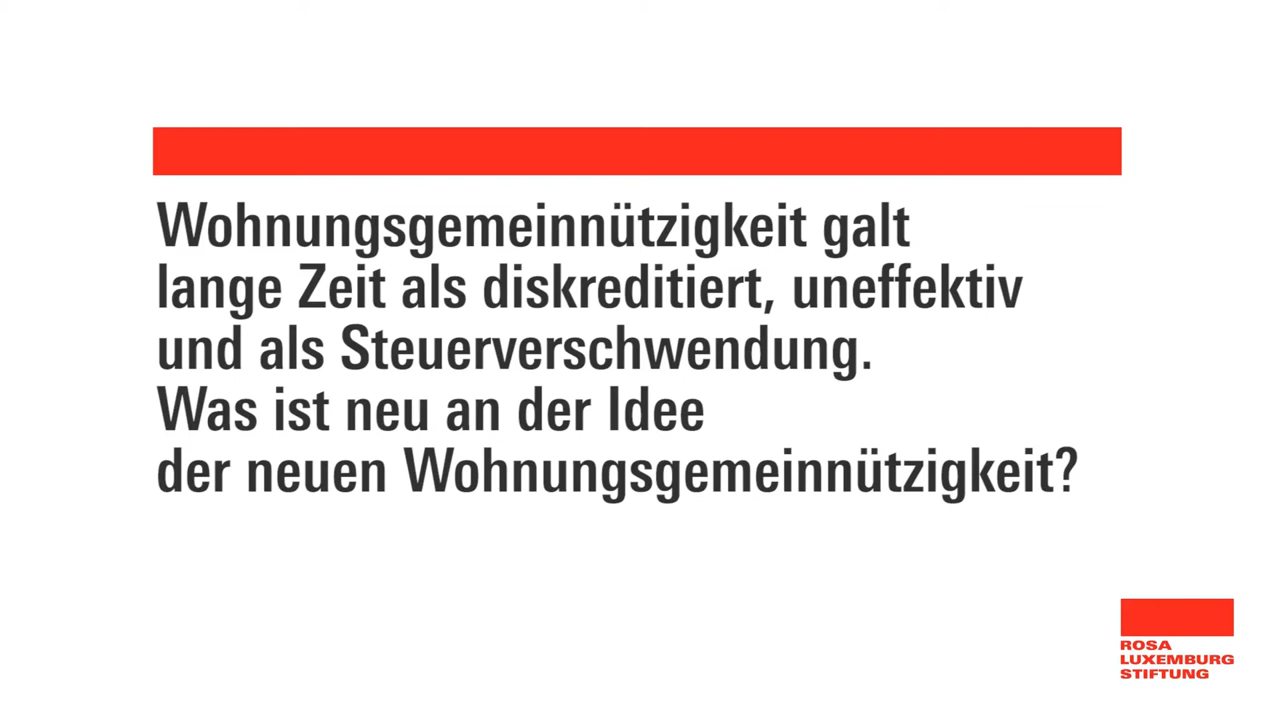 Wohnungsgemeinnützigkeit galt
lange Zeit als diskreditiert, uneffektiv
und als Steuerverschwendung.
Was ist neu an der Idee
der neuen Wohnungsgemeinnützigkeit?
ROSA
LUXEMBURG
STIFTUNG